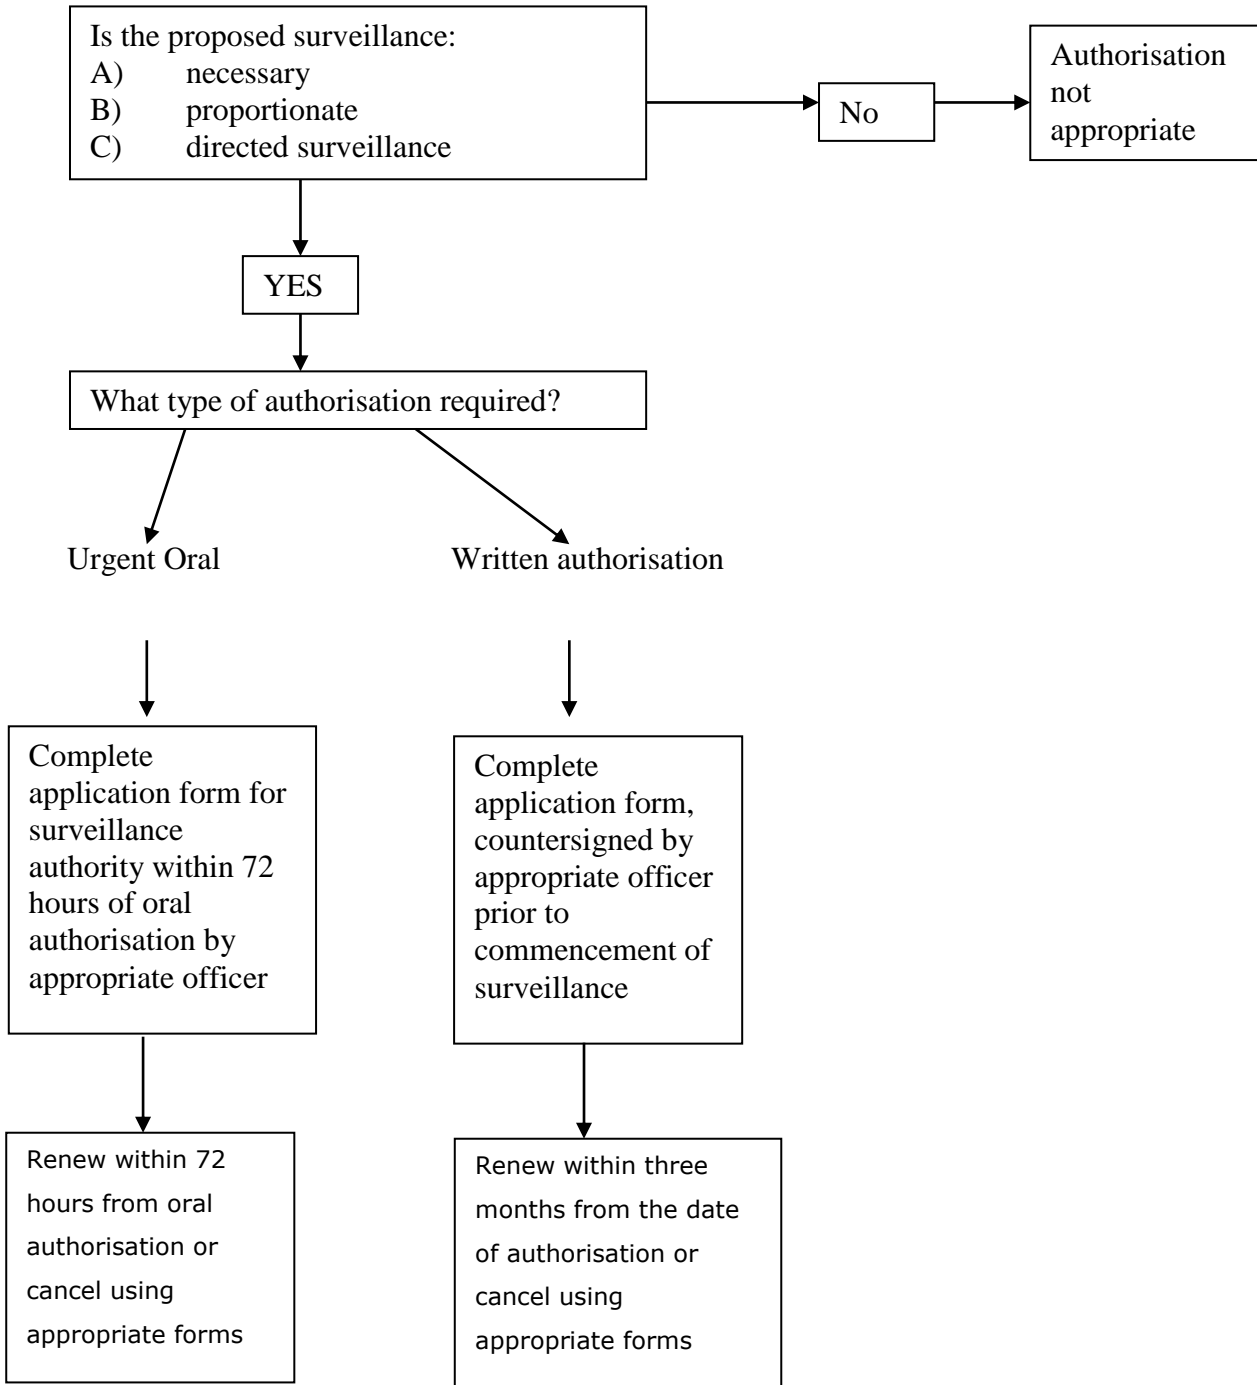 Is the proposed surveillance:
A) necessary
B) proportionate
C) directed surveillance
No
Authorisation
not
appropriate
YES
What type of authorisation required?
Urgent Oral
Written authorisation
Complete
application form for
surveillance
authority within 72
hours of oral
authorisation by
appropriate officer
Complete
application form,
countersigned by
appropriate officer
prior to
commencement of
surveillance
Renew within 72
hours from oral
authorisation or
cancel using
appropriate forms
Renew within three
months from the date
of authorisation or
cancel using
appropriate forms